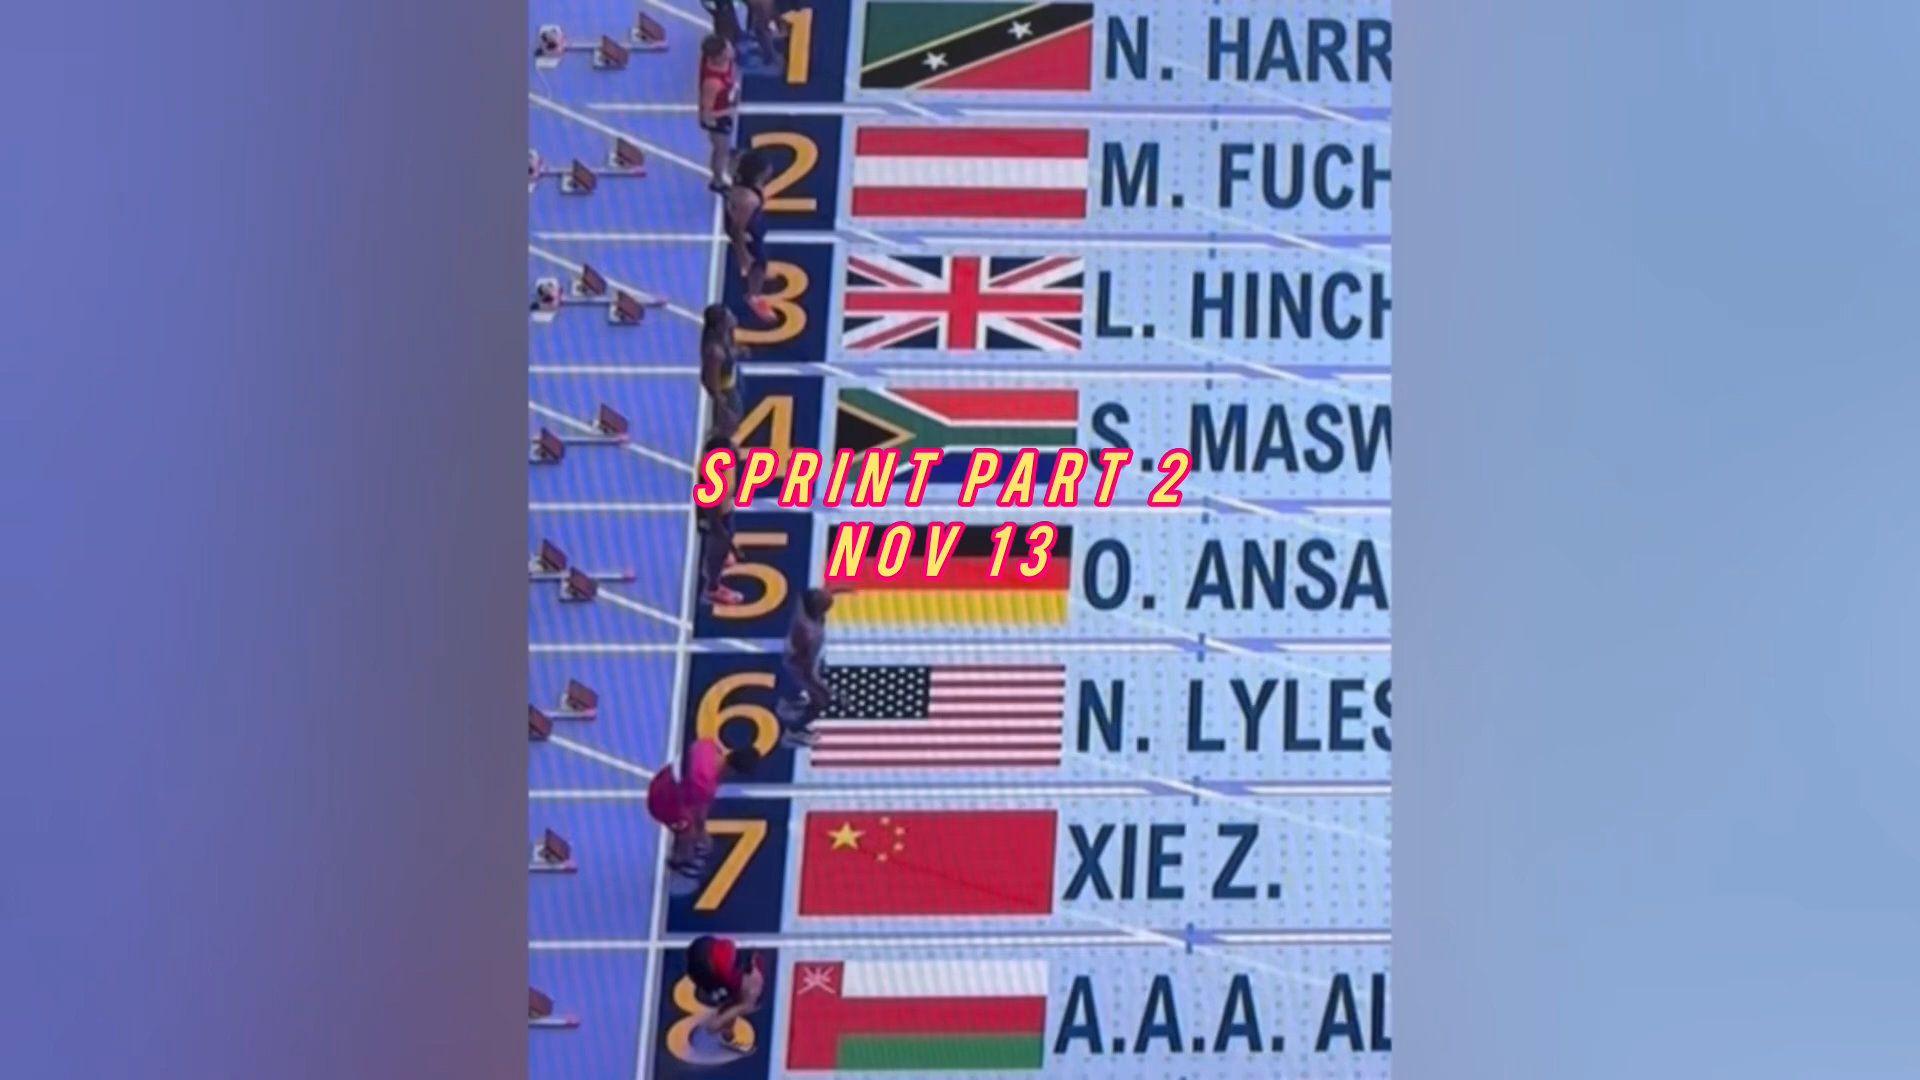 1 N. HARR
2 M. FUCH
3 L. HINCH
4 S. MASW
SPRINT PART 2
NOV 13
5 O. ANSA
6 N. LYLES
7 XIE Z.
8 A.A.A. AL